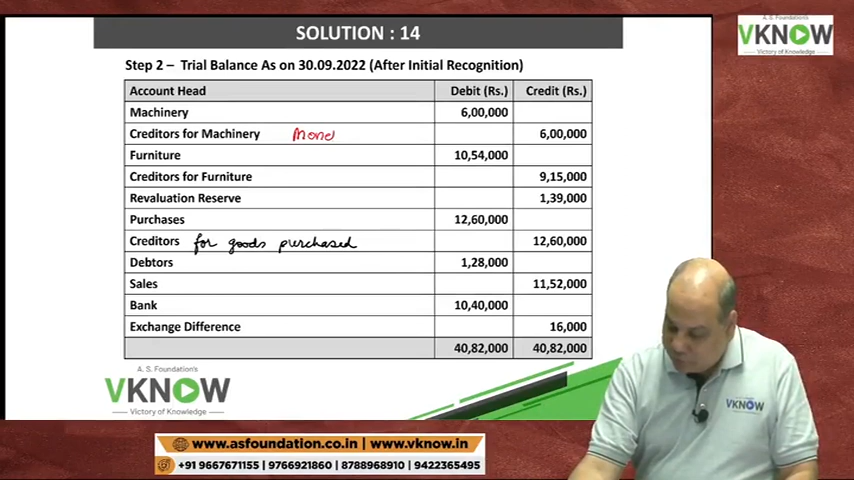 SOLUTION : 14
A. S. Foundation's
VKNOW
Victory of Knowledge
Step 2 – Trial Balance As on 30.09.2022 (After Initial Recognition)
Account Head Debit (Rs.) Credit (Rs.)
Machinery 6,00,000
Creditors for Machinery mone 6,00,000
Furniture 10,54,000
Creditors for Furniture 9,15,000
Revaluation Reserve 1,39,000
Purchases 12,60,000
Creditors for goods purchased 12,60,000
Debtors 1,28,000
Sales 11,52,000
Bank 10,40,000
Exchange Difference 16,000
40,82,000 40,82,000
A. S. Foundation's
VKNOW
Victory of Knowledge
VKNOW
www.asfoundation.co.in | www.vknow.in
+91 9667671155 | 9766921860 | 8788968910 | 9422365495